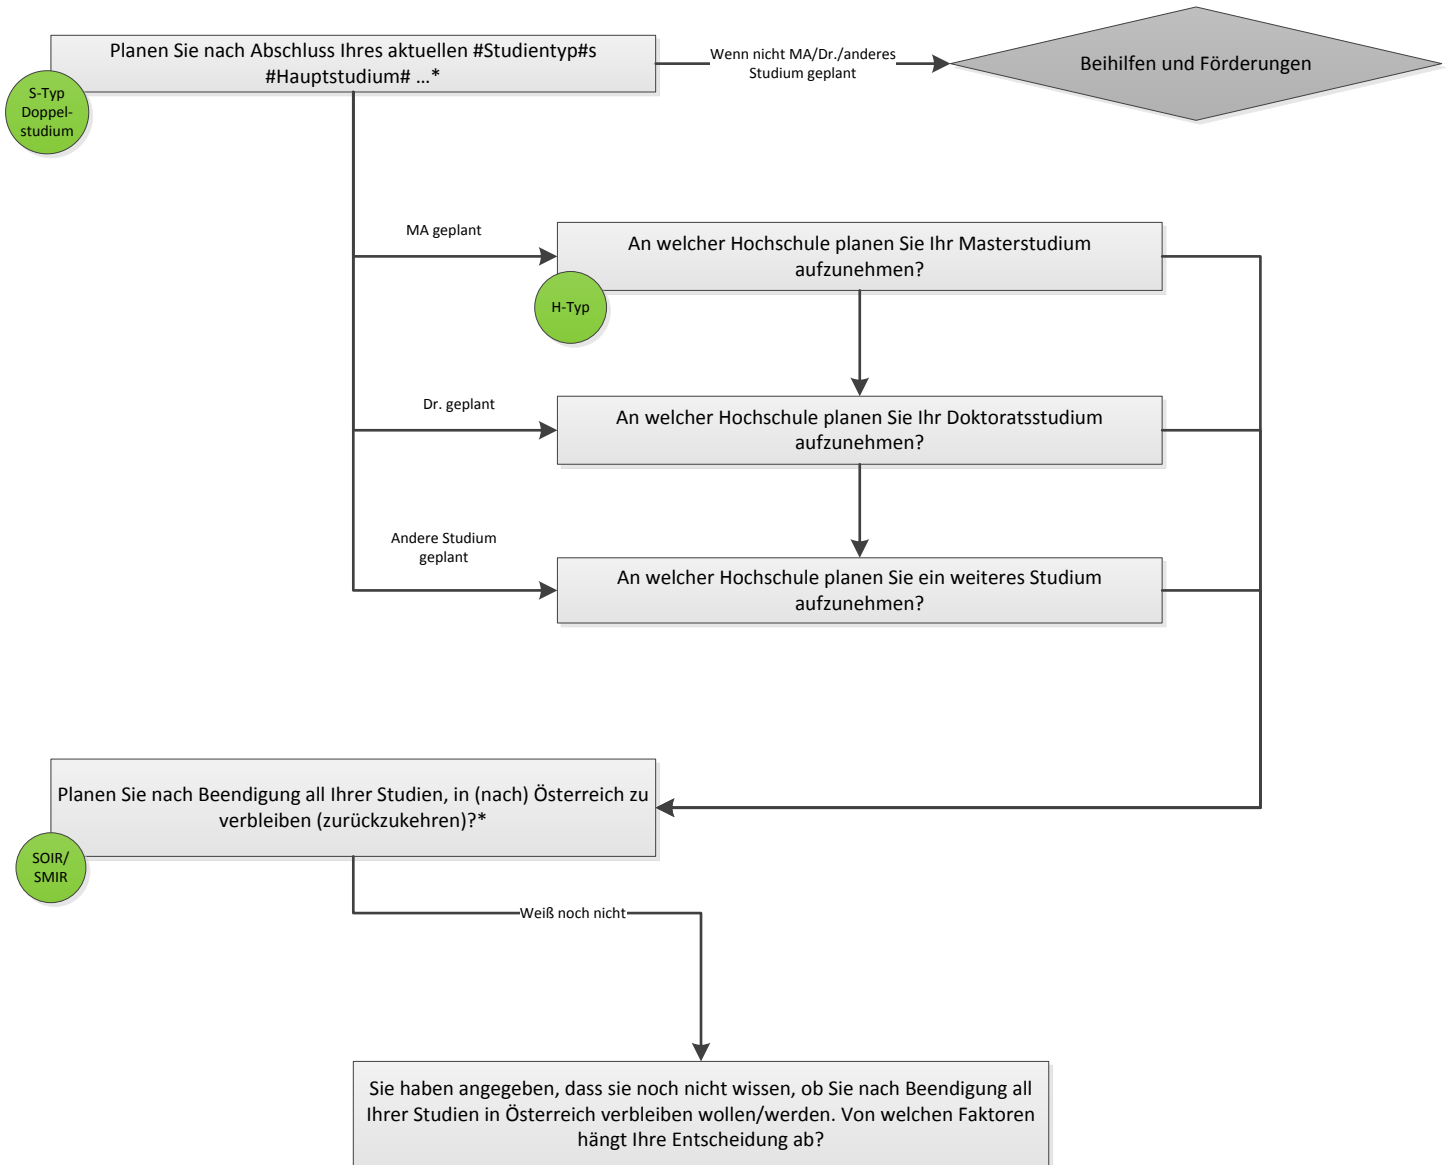 Planen Sie nach Abschluss Ihres aktuellen #Studientyp#s
#Hauptstudium# ...*
S-Typ
Doppel-
studium
Wenn nicht MA/Dr./anderes
Studium geplant
Beihilfen und Förderungen
MA geplant
An welcher Hochschule planen Sie Ihr Masterstudium
aufzunehmen?
H-Typ
Dr. geplant
An welcher Hochschule planen Sie Ihr Doktoratsstudium
aufzunehmen?
Andere Studium
geplant
An welcher Hochschule planen Sie ein weiteres Studium
aufzunehmen?
Planen Sie nach Beendigung all Ihrer Studien, in (nach) Österreich zu
verbleiben (zurückzukehren)?*
SOIR/
SMIR
Weiß noch nicht
Sie haben angegeben, dass sie noch nicht wissen, ob Sie nach Beendigung all
Ihrer Studien in Österreich verbleiben wollen/werden. Von welchen Faktoren
hängt Ihre Entscheidung ab?